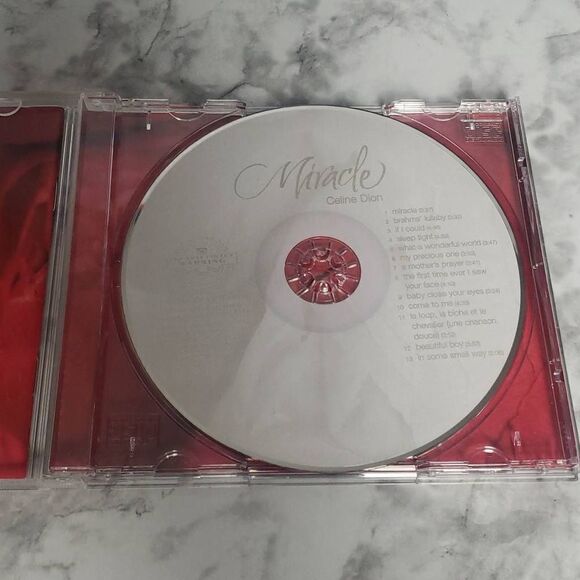 Miracle
Celine Dion
1 miracle
2 brahms' lullaby
3 if i could
4 sleep tight
5 what a wonderful world (3:47)
6 my precious one
7 a mother's prayer
8 the first time ever i saw
your face
9 baby close your eyes
10 come to me
11 le loup, la biche et le
chevalier (une chanson
douce)
12 beautiful boy
13 in some small way
WARNING